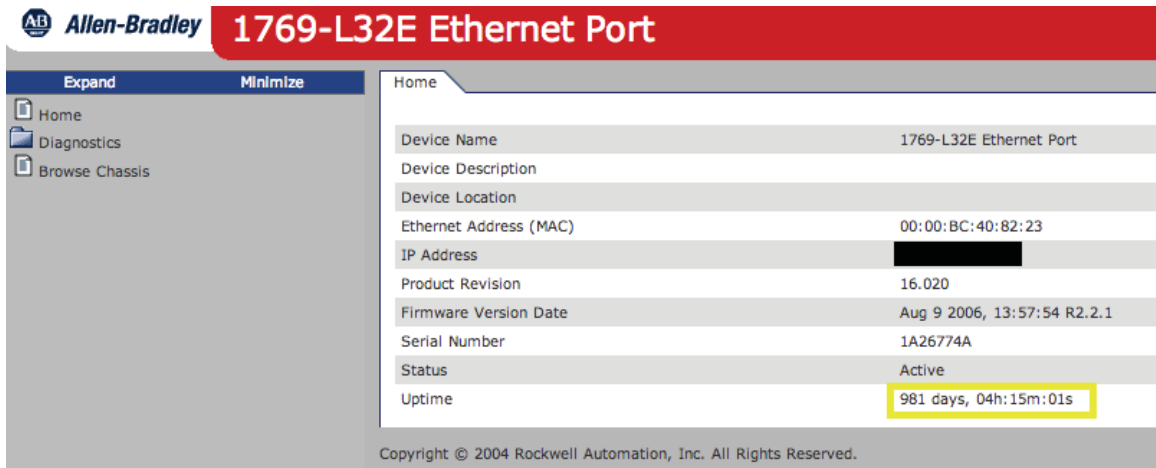 AB Allen-Bradley 1769-L32E Ethernet Port
Expand Minimize
Home
Diagnostics
Browse Chassis
Home
Device Name 1769-L32E Ethernet Port
Device Description
Device Location
Ethernet Address (MAC) 00:00:BC:40:82:23
IP Address
Product Revision 16.020
Firmware Version Date Aug 9 2006, 13:57:54 R2.2.1
Serial Number 1A26774A
Status Active
Uptime 981 days, 04h:15m:01s
Copyright © 2004 Rockwell Automation, Inc. All Rights Reserved.